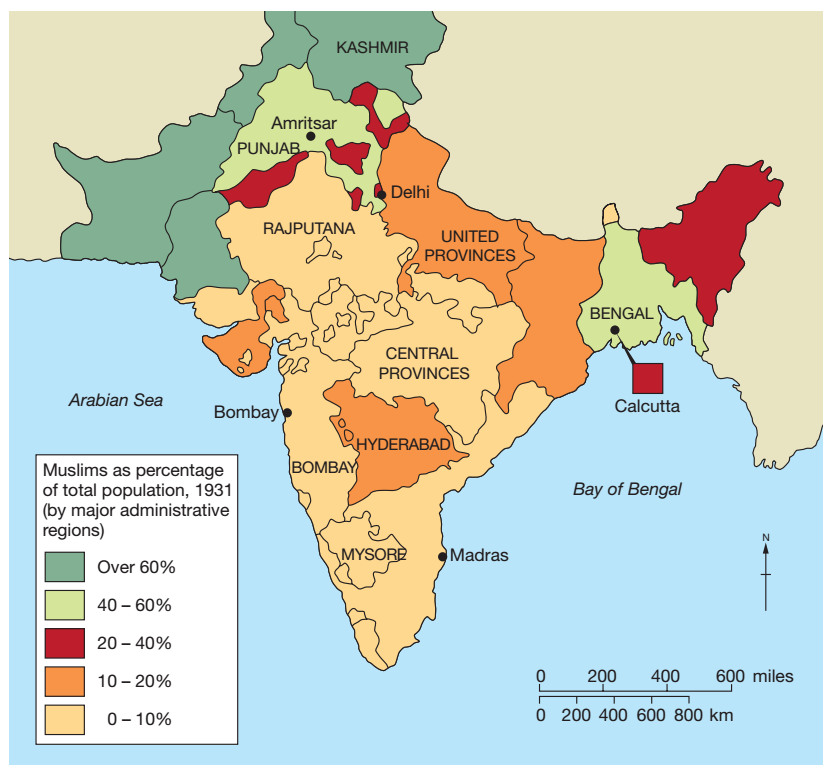 KASHMIR
Amritsar
PUNJAB
Delhi
RAJPUTANA
UNITED
PROVINCES
BENGAL
CENTRAL
PROVINCES
Calcutta
Arabian Sea
Bombay
HYDERABAD
BOMBAY
Bay of Bengal
MYSORE
Madras
Muslims as percentage
of total population, 1931
(by major administrative
regions)
Over 60%
40 – 60%
20 – 40%
10 – 20%
0 – 10%
N
0 200 400 600 miles
0 200 400 600 800 km